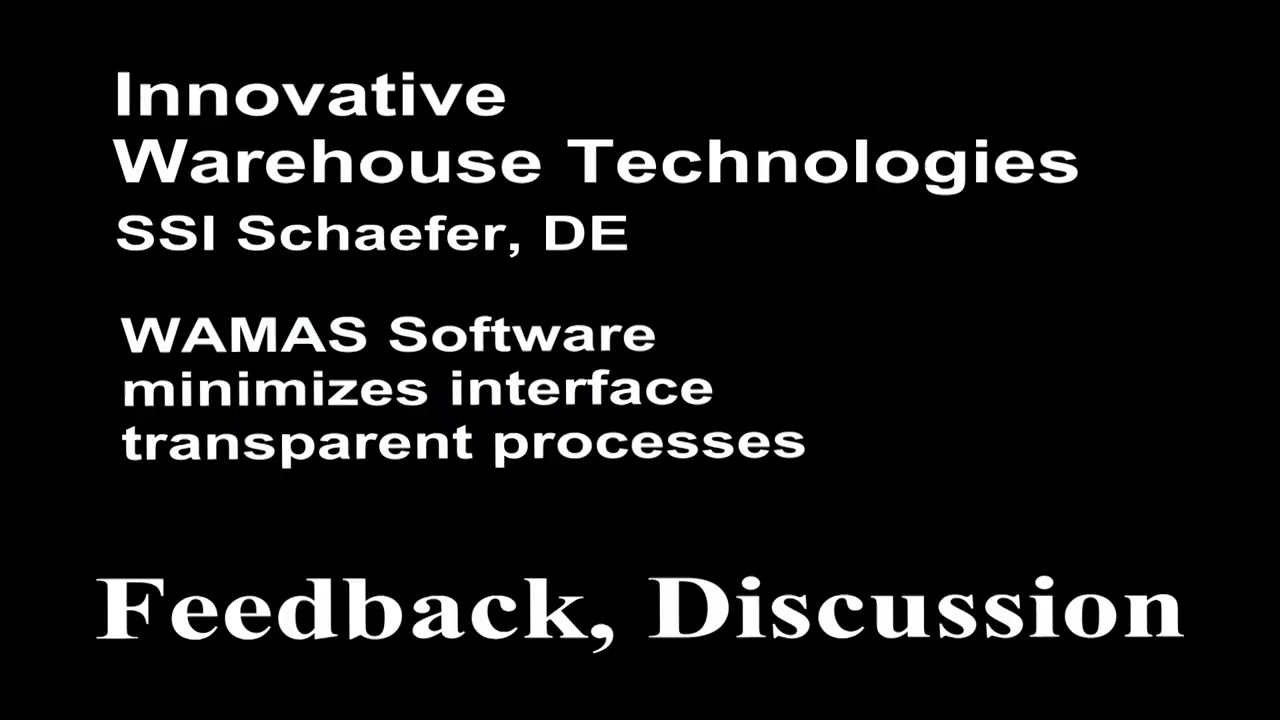 Innovative
Warehouse Technologies
SSI Schaefer, DE
WAMAS Software
minimizes interface
transparent processes
Feedback, Discussion